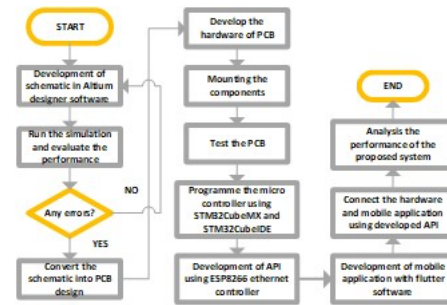 START
Development of
schematic in Altium
designer software
Run the simulation
and evaluate the
performance
Any errors?
NO
YES
Convert the
schematic into PCB
design
Develop the
hardware of PCB
Mounting the
components
Test the PCB
Programme the micro
controller using
STM32CubeMX and
STM32CubeIDE
Development of API
using ESP8266 ethernet
controller
Development of mobile
application with flutter
software
Connect the hardware
and mobile application
using developed API
Analysis the
performance of the
proposed system
END